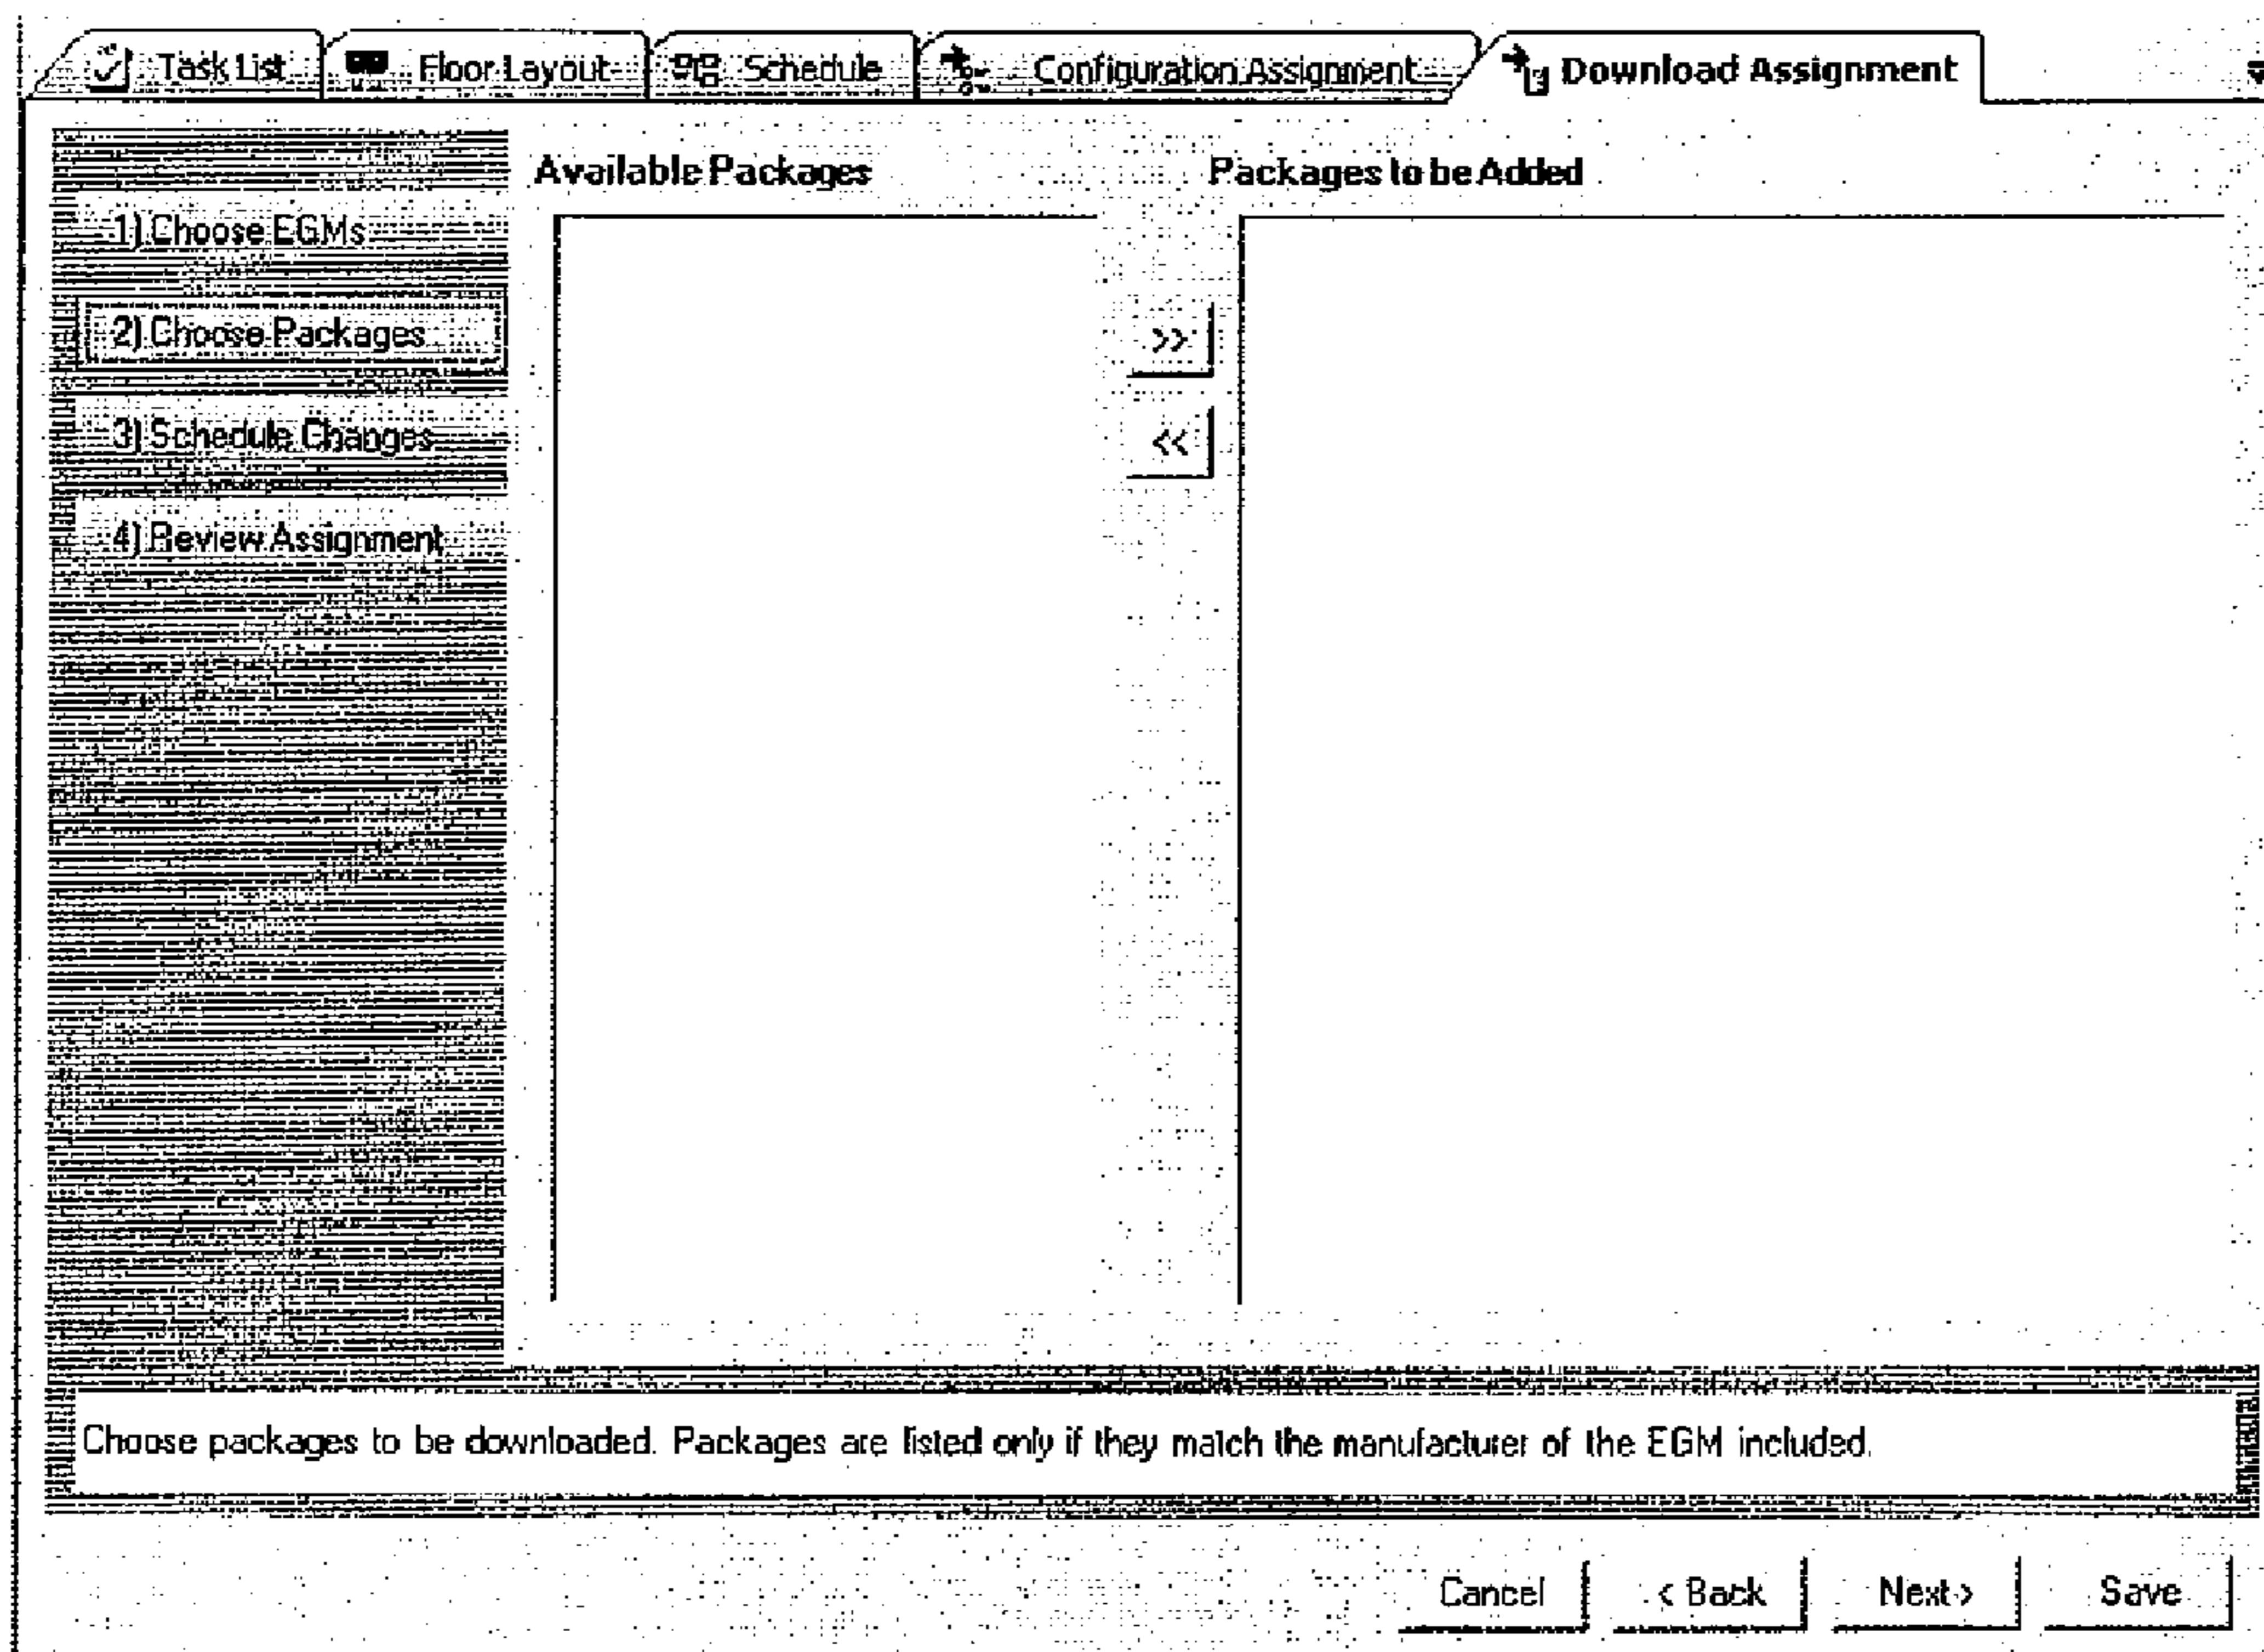 Task List Floor Layout Schedule Configuration Assignment Download Assignment
Available Packages Packages to be Added
1) Choose EGMs
2) Choose Packages
>>
3) Schedule Changes
<<
4) Review Assignment
Choose packages to be downloaded. Packages are listed only if they match the manufacturer of the EGM included.
Cancel < Back Next > Save